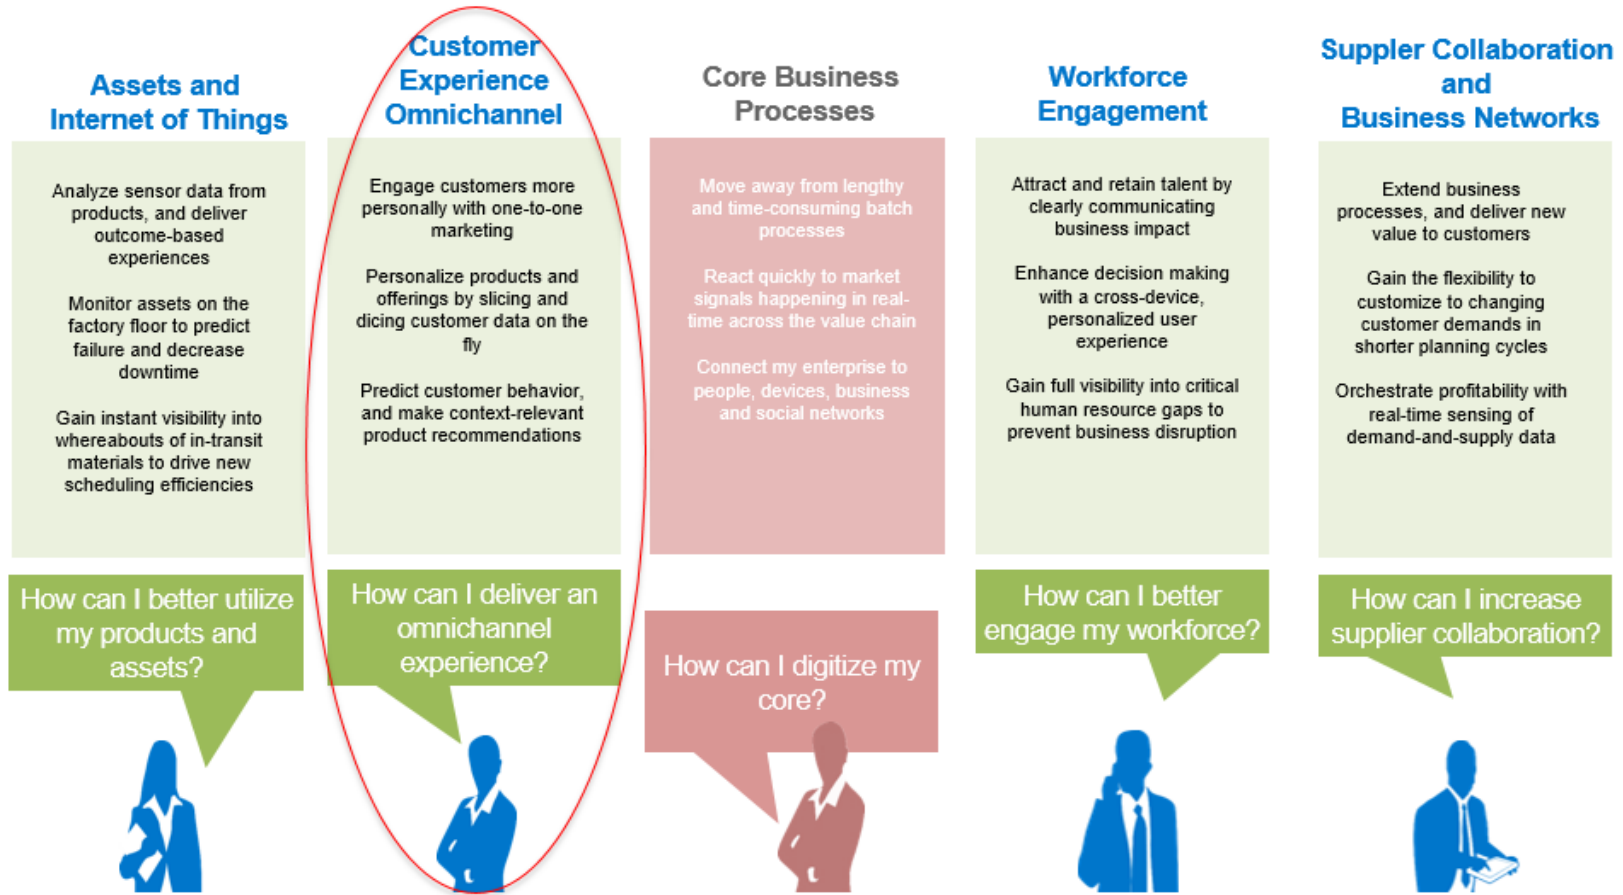 Assets and
Internet of Things
Analyze sensor data from
products, and deliver
outcome-based
experiences
Monitor assets on the
factory floor to predict
failure and decrease
downtime
Gain instant visibility into
whereabouts of in-transit
materials to drive new
scheduling efficiencies
How can I better utilize
my products and
assets?
Customer
Experience
Omnichannel
Engage customers more
personally with one-to-one
marketing
Personalize products and
offerings by slicing and
dicing customer data on the
fly
Predict customer behavior,
and make context-relevant
product recommendations
How can I deliver an
omnichannel
experience?
Core Business
Processes
Move away from lengthy
and time-consuming batch
processes
React quickly to market
signals happening in real-
time across the value chain
Connect my enterprise to
people, devices, business
and social networks
How can I digitize my
core?
Workforce
Engagement
Attract and retain talent by
clearly communicating
business impact
Enhance decision making
with a cross-device,
personalized user
experience
Gain full visibility into critical
human resource gaps to
prevent business disruption
How can I better
engage my workforce?
Suppler Collaboration
and
Business Networks
Extend business
processes, and deliver new
value to customers
Gain the flexibility to
customize to changing
customer demands in
shorter planning cycles
Orchestrate profitability with
real-time sensing of
demand-and-supply data
How can I increase
supplier collaboration?